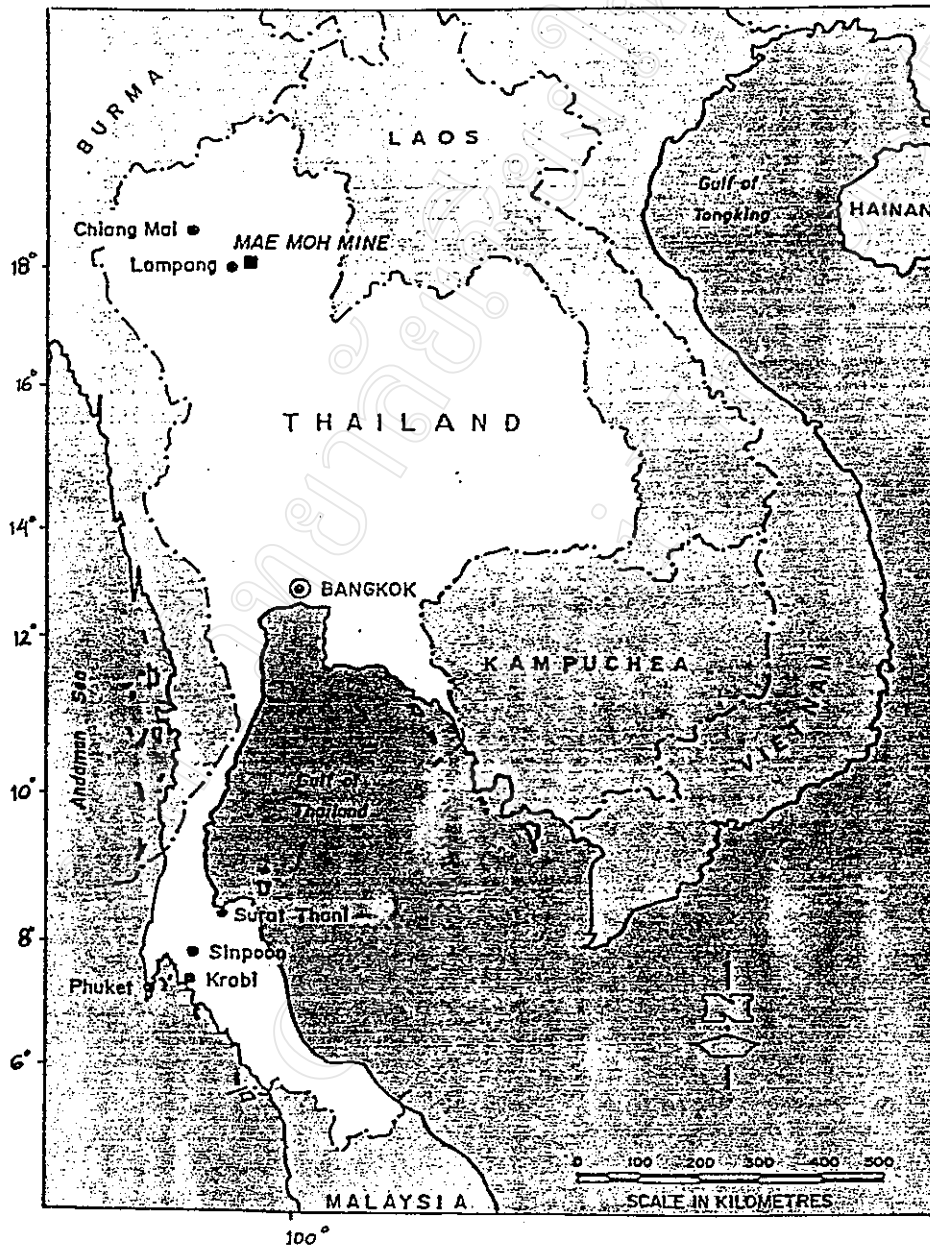 BURMA
LAOS
Gulf of
Tongking
HAINAN
Chiang Mai
MAE MOH MINE
Lampang
18°
16°
THAILAND
14°
BANGKOK
12°
KAMPUCHEA
VIET NAM
Andaman Sea
10°
Gulf of
Thailand
Surat Thani
8°
Sinpoon
Krabi
Phuket
N
6°
0 100 200 300 400 500
SCALE IN KILOMETRES
MALAYSIA
100°